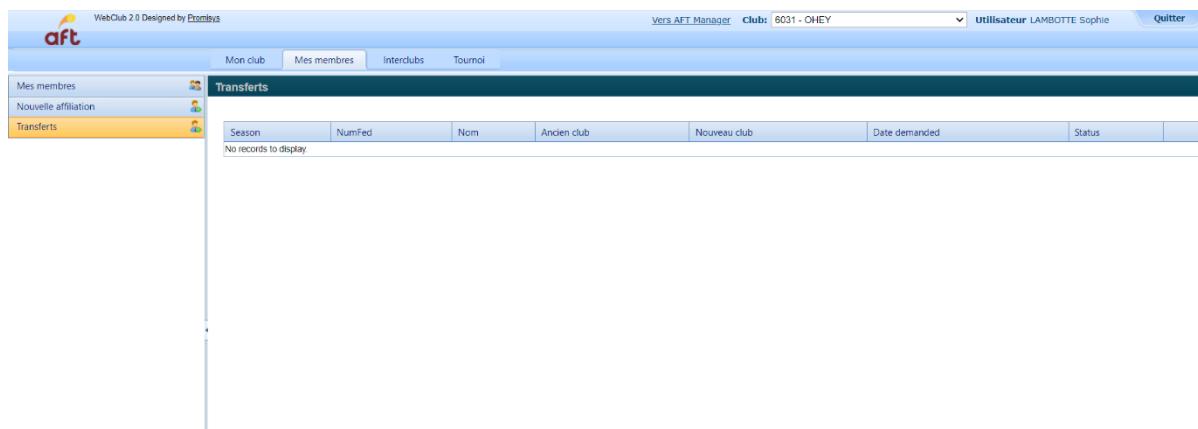 WebClub 2.0 Designed by Promisys
Vers AFT Manager Club: 6031 - OHEY Utilisateur LAMBOTTE Sophie Quitter
aft
Mon club Mes membres Interclubs Tournoi
Mes membres
Nouvelle affiliation
Transferts
Transferts
Season NumFed Nom Ancien club Nouveau club Date demanded Status
No records to display.